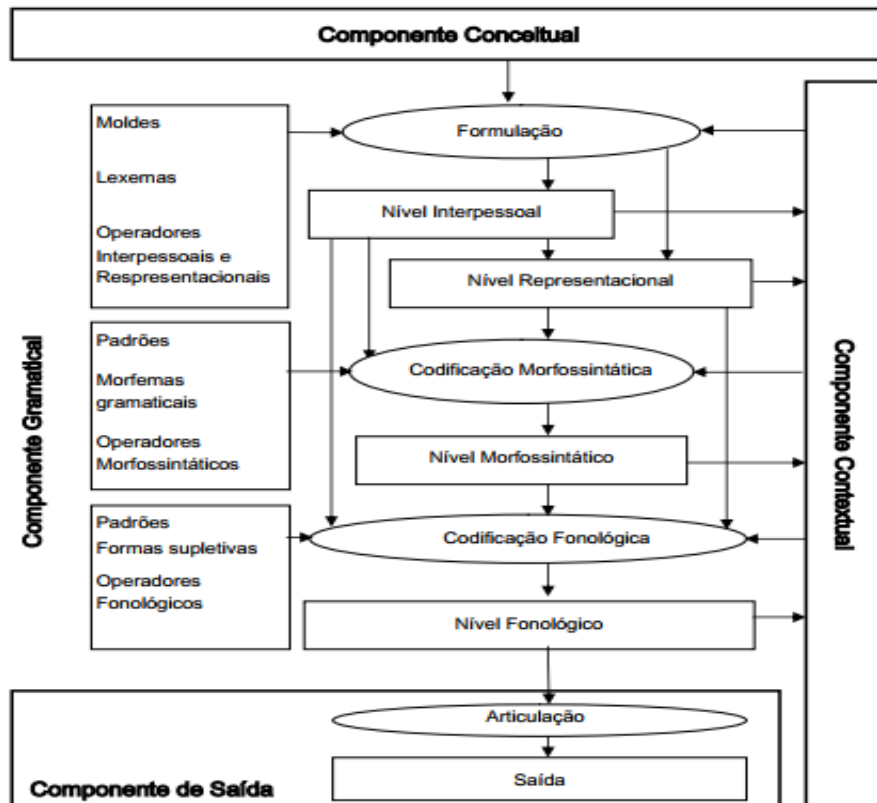 Componente Conceitual
Moldes
Formulação
Lexemas
Nível Interpessoal
Operadores
Interpessoais e
Respresentacionais
Nível Representacional
Padrões
Codificação Morfossintática
Morfemas
gramaticais
Operadores
Morfossintáticos
Nível Morfossintático
Padrões
Formas supletivas
Codificação Fonológica
Operadores
Fonológicos
Nível Fonológico
Componente Gramatical
Componente Contextual
Articulação
Saída
Componente de Saída